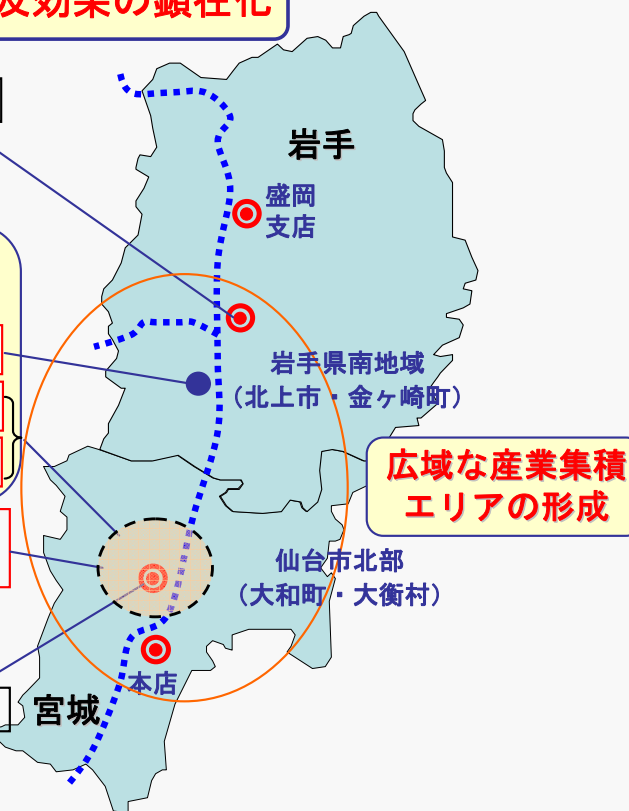 及効果の顕在化
岩手
盛岡
支店
岩手県南地域
（北上市・金ヶ崎町）
広域な産業集積
エリアの形成
仙台市北部
（大和町・大衡村）
本店
宮城